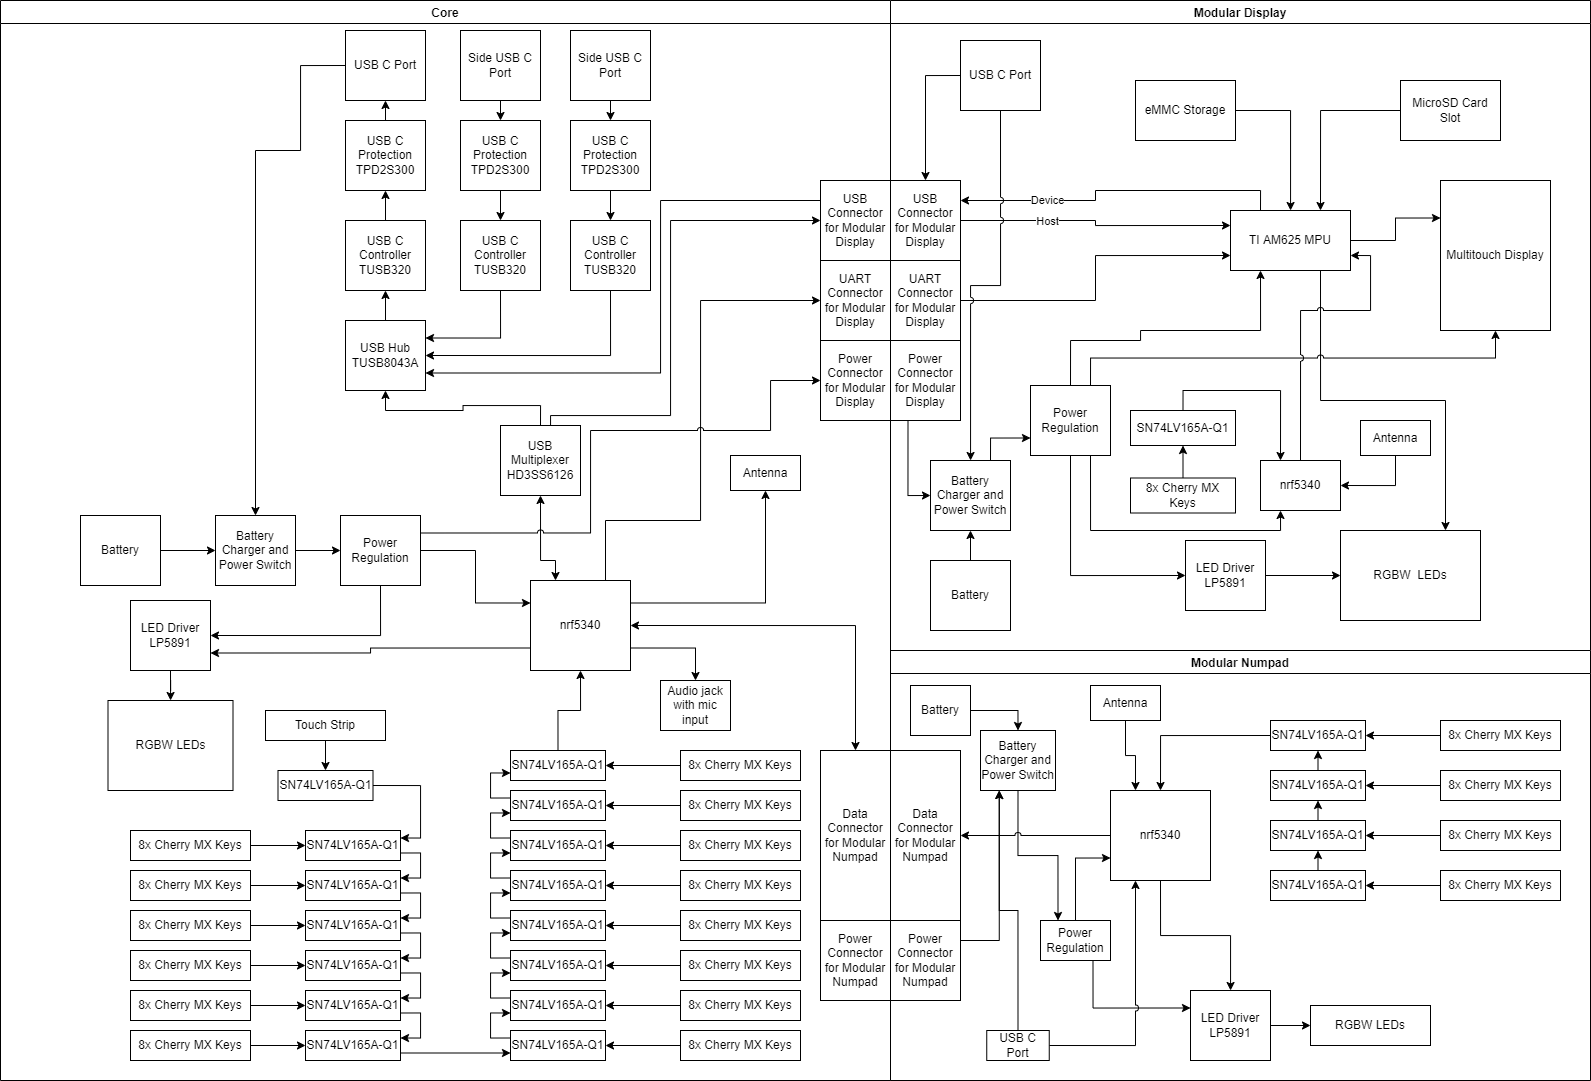 Core
USB C Port
Side USB C
Port
Side USB C
Port
USB C
Protection
TPD2S300
USB C
Protection
TPD2S300
USB C
Protection
TPD2S300
USB C
Controller
TUSB320
USB C
Controller
TUSB320
USB C
Controller
TUSB320
USB Hub
TUSB8043A
USB
Multiplexer
HD3SS6126
Antenna
Battery
Battery
Charger and
Power Switch
Power
Regulation
LED Driver
LP5891
nrf5340
RGBW LEDs
Audio jack
with mic
input
Touch Strip
SN74LV165A-Q1
8x Cherry MX Keys
SN74LV165A-Q1
8x Cherry MX Keys
SN74LV165A-Q1
8x Cherry MX Keys
SN74LV165A-Q1
8x Cherry MX Keys
SN74LV165A-Q1
8x Cherry MX Keys
SN74LV165A-Q1
8x Cherry MX Keys
SN74LV165A-Q1
SN74LV165A-Q1
8x Cherry MX Keys
SN74LV165A-Q1
8x Cherry MX Keys
SN74LV165A-Q1
8x Cherry MX Keys
SN74LV165A-Q1
8x Cherry MX Keys
SN74LV165A-Q1
8x Cherry MX Keys
SN74LV165A-Q1
8x Cherry MX Keys
SN74LV165A-Q1
8x Cherry MX Keys
SN74LV165A-Q1
8x Cherry MX Keys
USB
Connector
for Modular
Display
UART
Connector
for Modular
Display
Power
Connector
for Modular
Display
Data
Connector
for Modular
Numpad
Power
Connector
for Modular
Numpad
Modular Display
USB C Port
eMMC Storage
MicroSD Card
Slot
USB
Connector
for Modular
Display
UART
Connector
for Modular
Display
Power
Connector
for Modular
Display
Device
Host
TI AM625 MPU
Multitouch Display
Power
Regulation
SN74LV165A-Q1
8x Cherry MX
Keys
nrf5340
Antenna
Battery
Charger and
Power Switch
Battery
LED Driver
LP5891
RGBW  LEDs
Modular Numpad
Battery
Battery
Charger and
Power Switch
Antenna
nrf5340
Data
Connector
for Modular
Numpad
Power
Connector
for Modular
Numpad
Power
Regulation
USB C
Port
LED Driver
LP5891
RGBW LEDs
SN74LV165A-Q1
8x Cherry MX Keys
SN74LV165A-Q1
8x Cherry MX Keys
SN74LV165A-Q1
8x Cherry MX Keys
SN74LV165A-Q1
8x Cherry MX Keys